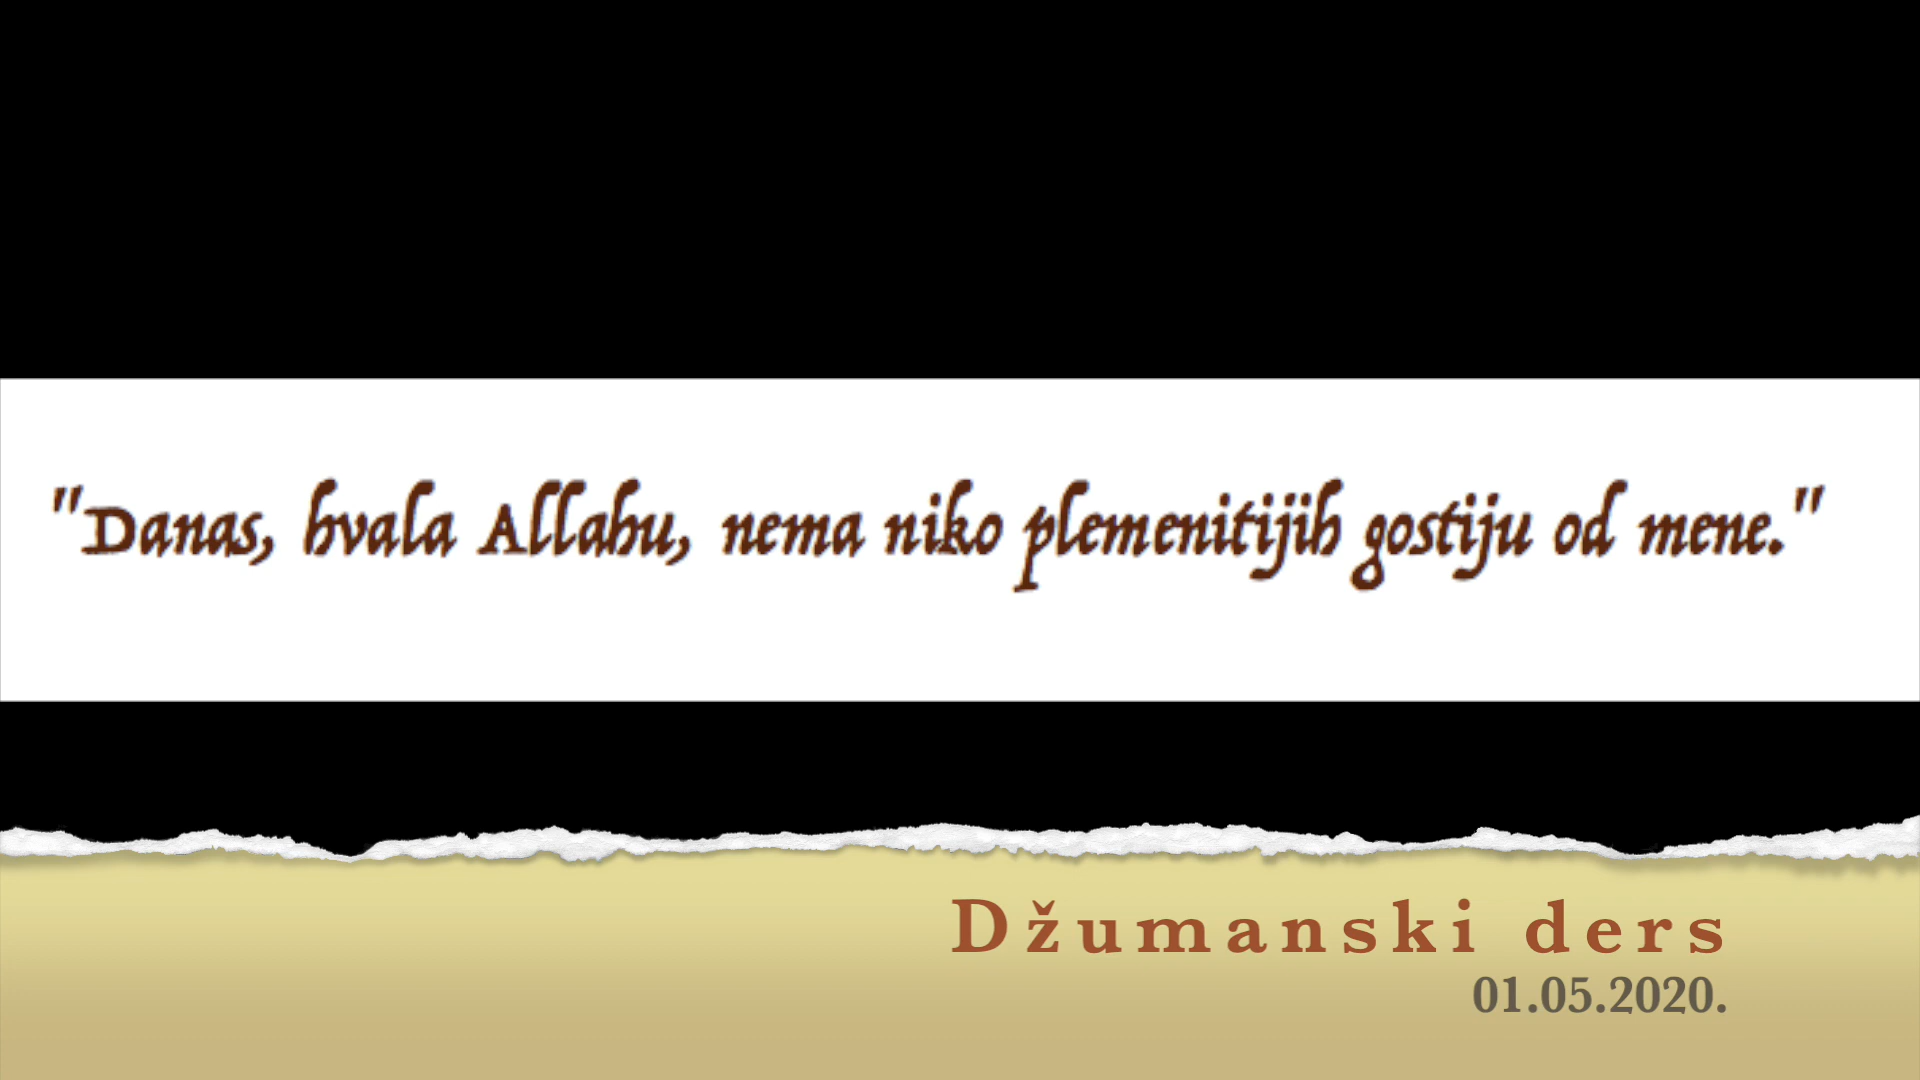 "Danas, hvala Allahu, nema niko plemenitijih gostiju od mene."
Džumanski ders
01.05.2020.